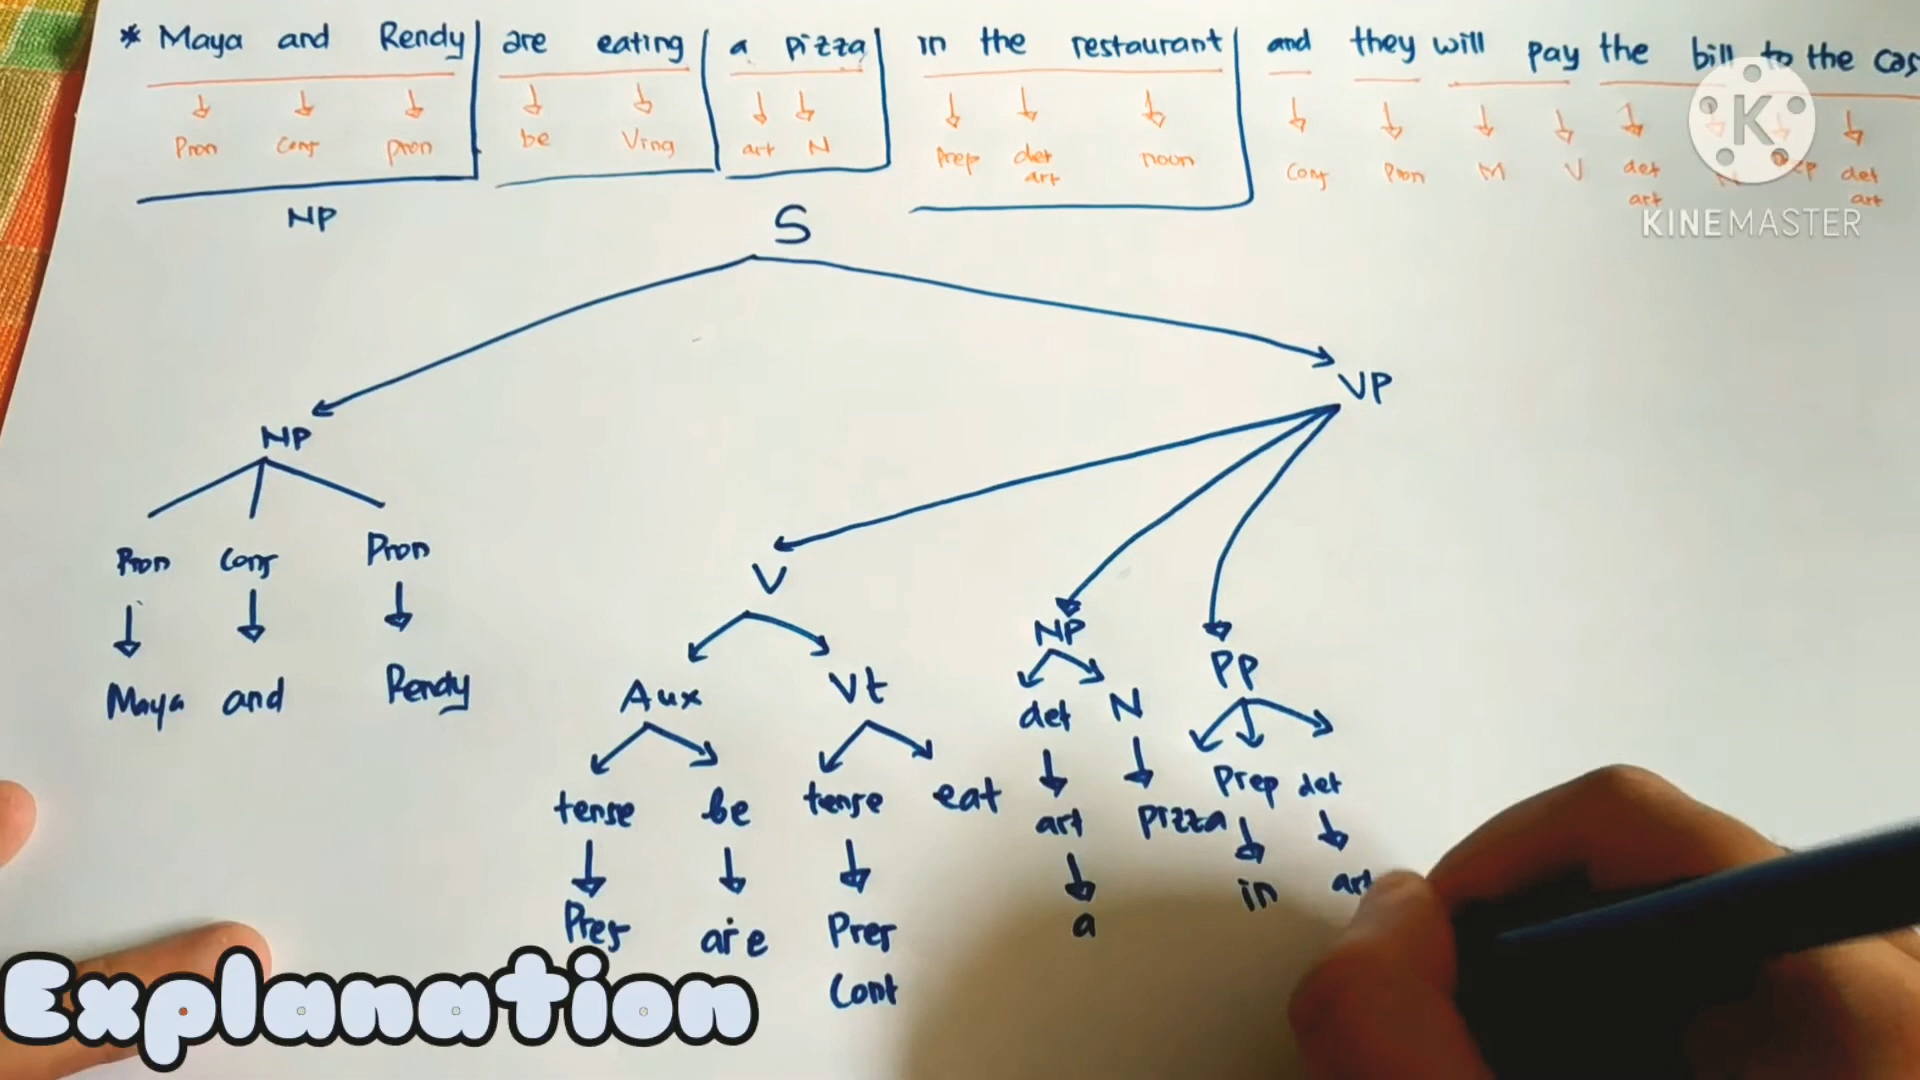 * Maya and Rendy are eating a pizza in the restaurant and they will pay the bill to the cas
Pron Conj pron be Ving art N Prep det noun Conj Pron M V det N Prep det
art art art
NP
K
KINEMASTER
S
VP
NP
V
Pron Conj Pron
NP PP
Maya and Rendy
Aux Vt det N
Prep det
tense be tense eat art pizza
in art
Pres are Pres a
Cont
Explanation